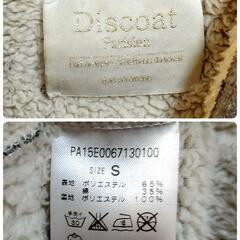 Discoat
Parisien
PA15E0067130100
SIZE S
表地 ポリエステル 65%
綿 35%
裏地 ポリエステル 100%